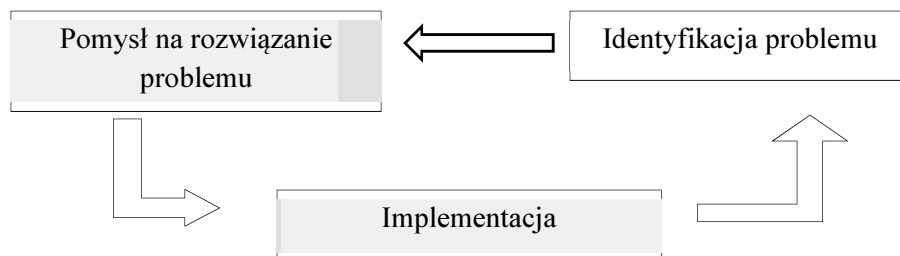 Pomysł na rozwiązanie
problemu
Identyfikacja problemu
Implementacja